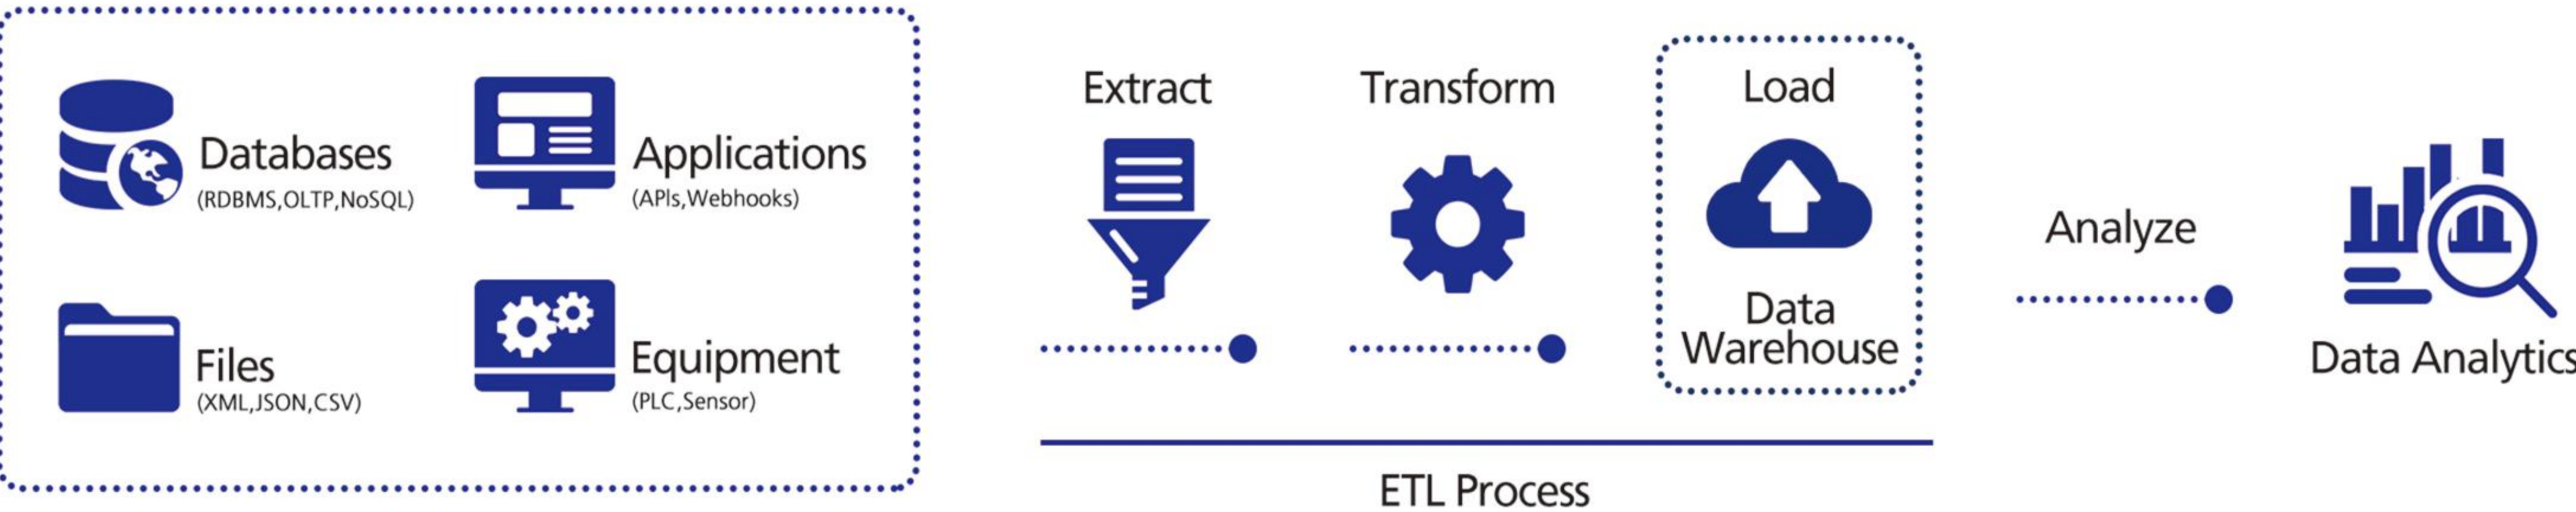 Databases
(RDBMS,OLTP,NoSQL)
Applications
(APIs,Webhooks)
Files
(XML,JSON,CSV)
Equipment
(PLC,Sensor)
Extract
Transform
Load
Data
Warehouse
ETL Process
Analyze
Data Analytics